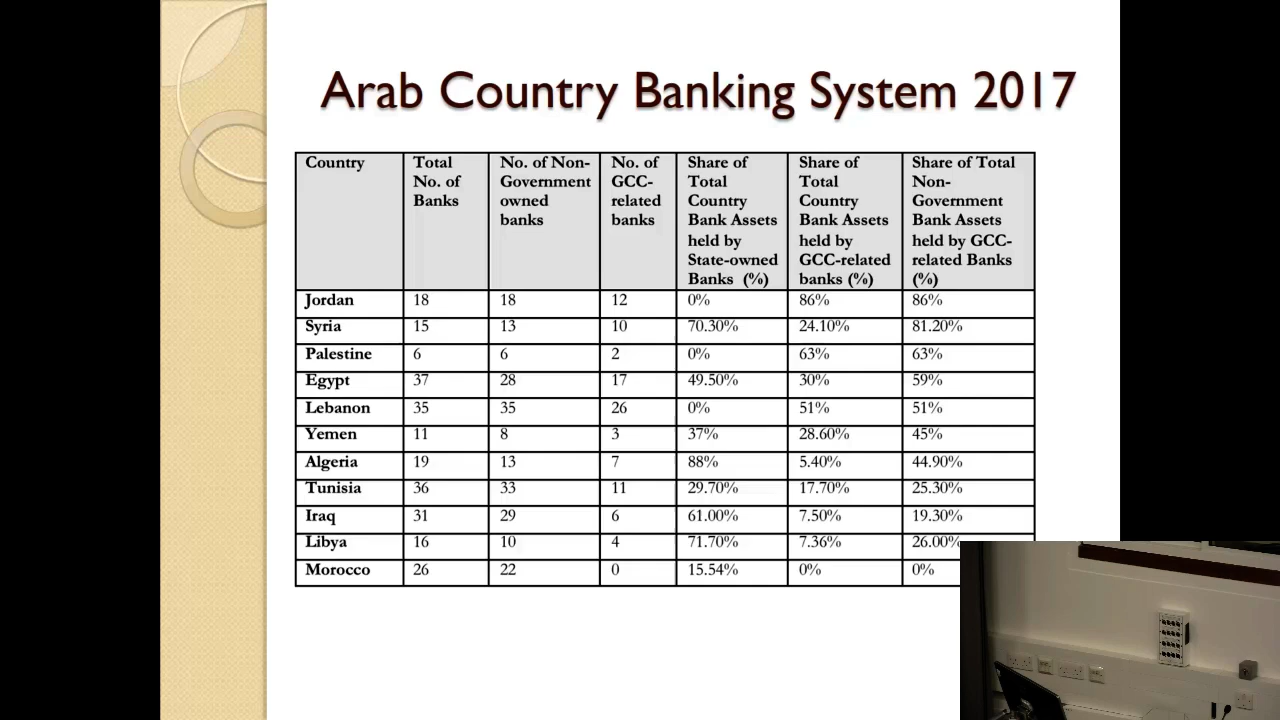 Arab Country Banking System 2017
Country Total No. of Banks No. of Non-Government owned banks No. of GCC-related banks Share of Total Country Bank Assets held by State-owned Banks (%) Share of Total Country Bank Assets held by GCC-related banks (%) Share of Total Non-Government Bank Assets held by GCC-related Banks (%)
Jordan 18 18 12 0% 86% 86%
Syria 15 13 10 70.30% 24.10% 81.20%
Palestine 6 6 2 0% 63% 63%
Egypt 37 28 17 49.50% 30% 59%
Lebanon 35 35 26 0% 51% 51%
Yemen 11 8 3 37% 28.60% 45%
Algeria 19 13 7 88% 5.40% 44.90%
Tunisia 36 33 11 29.70% 17.70% 25.30%
Iraq 31 29 6 61.00% 7.50% 19.30%
Libya 16 10 4 71.70% 7.36% 26.00%
Morocco 26 22 0 15.54% 0% 0%